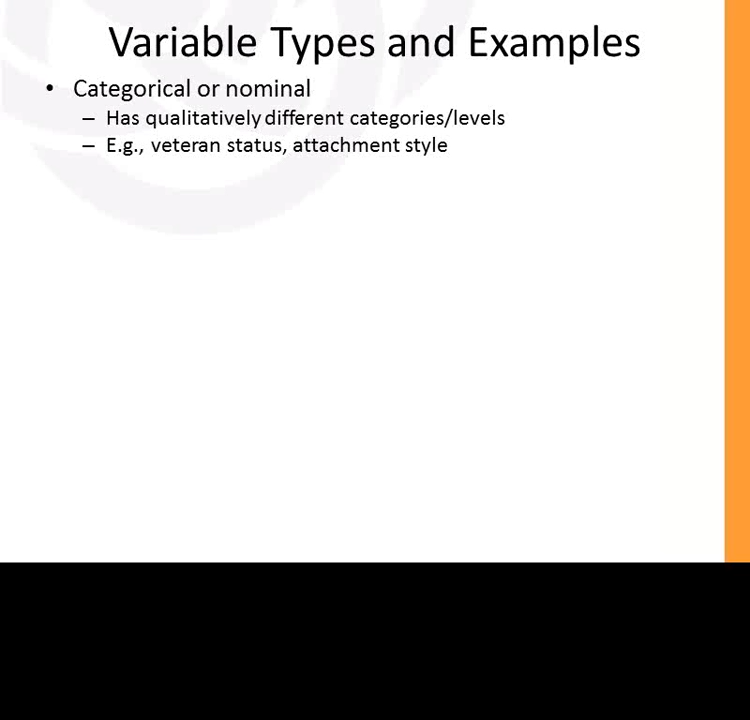 Variable Types and Examples
• Categorical or nominal
– Has qualitatively different categories/levels
– E.g., veteran status, attachment style